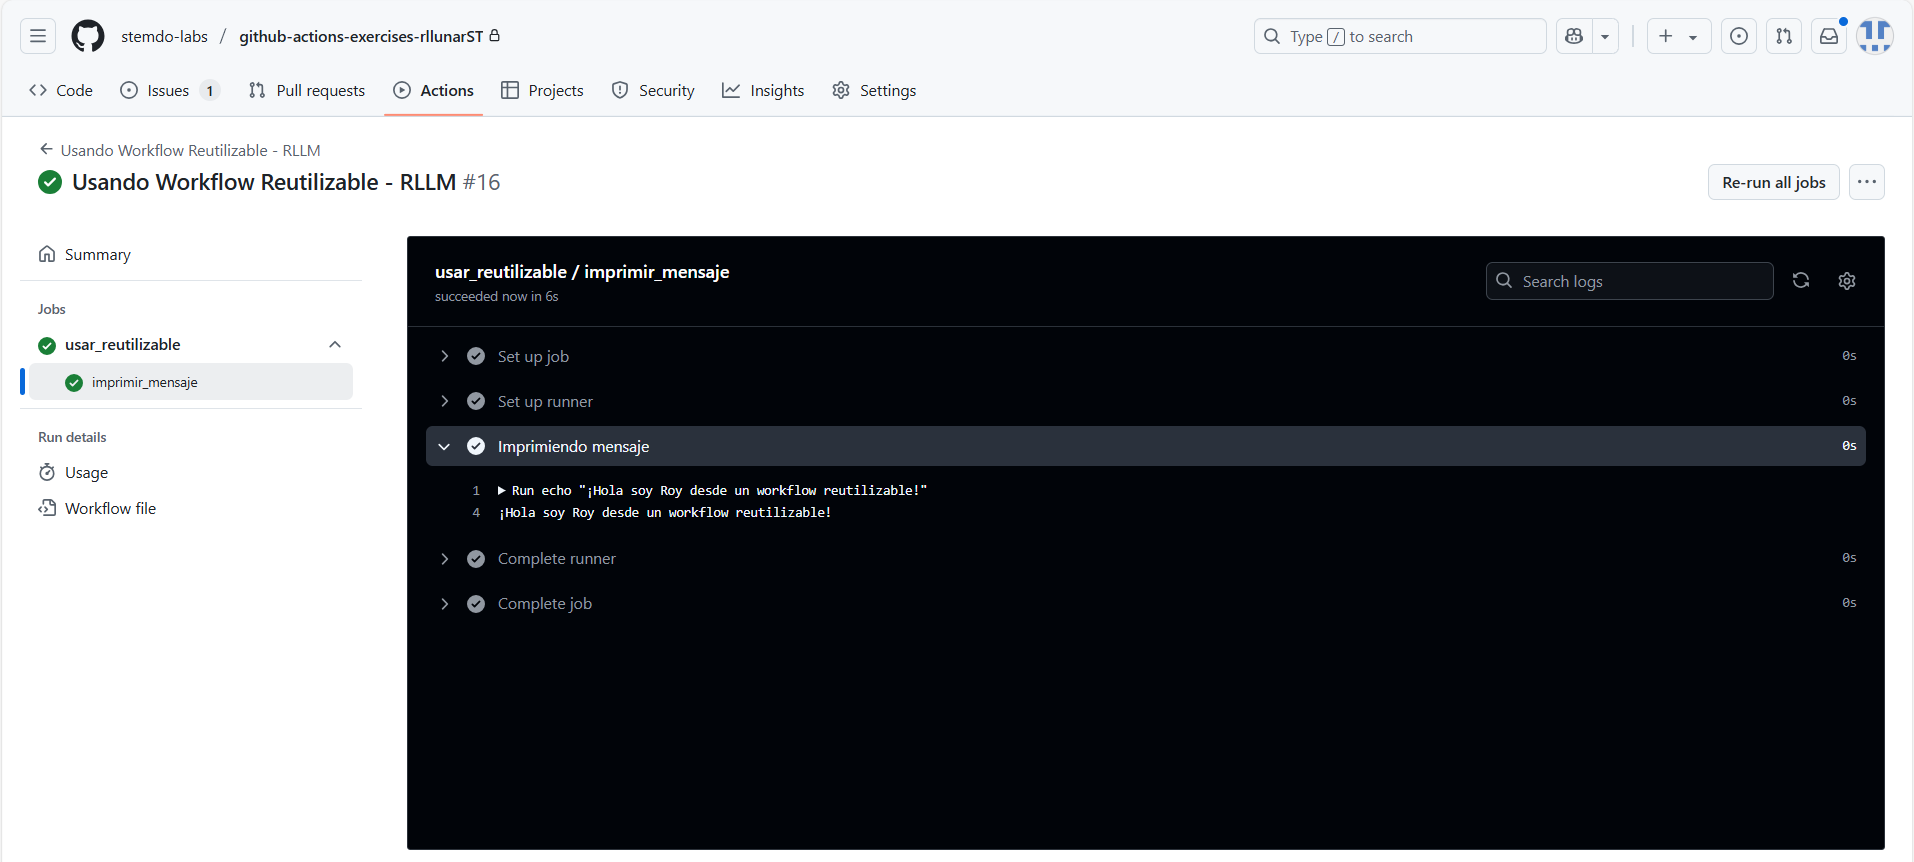 stemdo-labs / github-actions-exercises-rllunarST
Type / to search
Code
Issues 1
Pull requests
Actions
Projects
Security
Insights
Settings
Usando Workflow Reutilizable - RLLM
Usando Workflow Reutilizable - RLLM #16
Re-run all jobs
Summary
Jobs
usar_reutilizable
imprimir_mensaje
Run details
Usage
Workflow file
usar_reutilizable / imprimir_mensaje
succeeded now in 6s
Search logs
Set up job 0s
Set up runner 0s
Imprimiendo mensaje 0s
1 Run echo "¡Hola soy Roy desde un workflow reutilizable!"
4 ¡Hola soy Roy desde un workflow reutilizable!
Complete runner 0s
Complete job 0s